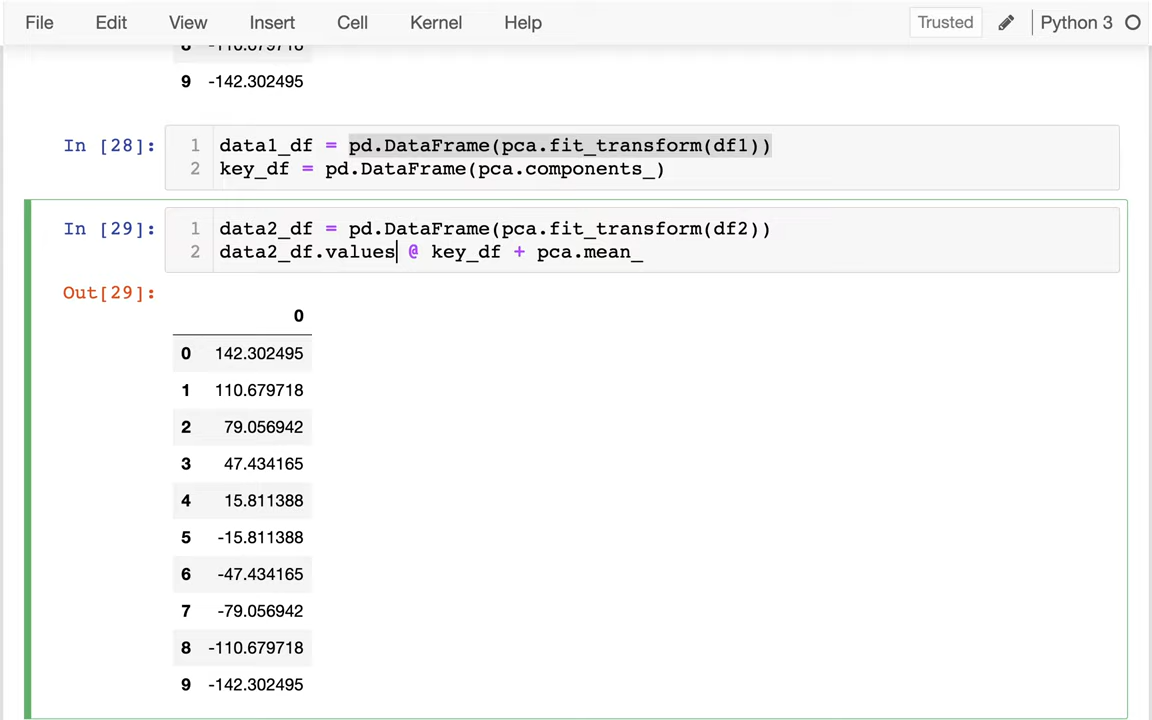 File Edit View Insert Cell Kernel Help Trusted Python 3
8 -110.679718
9 -142.302495
In [28]: 1 data1_df = pd.DataFrame(pca.fit_transform(df1))
2 key_df = pd.DataFrame(pca.components_)
In [29]: 1 data2_df = pd.DataFrame(pca.fit_transform(df2))
2 data2_df.values @ key_df + pca.mean_
Out[29]:
0
0 142.302495
1 110.679718
2 79.056942
3 47.434165
4 15.811388
5 -15.811388
6 -47.434165
7 -79.056942
8 -110.679718
9 -142.302495